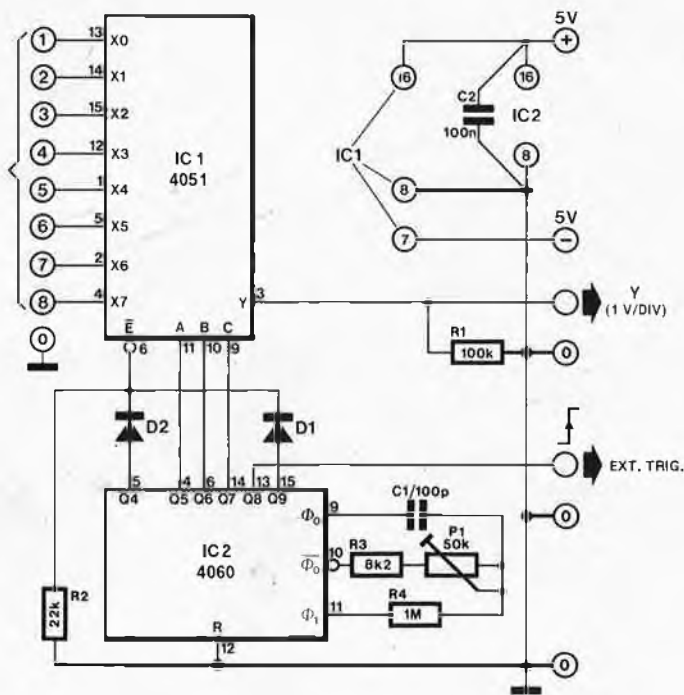 1 13 X0
2 14 X1
3 15 X2
4 12 X3
5 1 X4
6 5 X5
7 2 X6
8 4 X7
0
IC 1
4051
Y 3
E̅ A B C
6 11 10 9
5V
+
16 16
C2
100n
IC2
IC1
8
8
7
5V
−
Y
(1 V/DIV)
R1
100k
0
D2 D1
EXT. TRIG.
5 4 6 14 13 15
Q4 Q5 Q6 Q7 Q8 Q9
IC2
4060
Φ0 9
C1/100p
Φ̅0 10
R3
8k2
P1
50k
Φ1 11
R4
1M
R
12
R2
22k
0
0